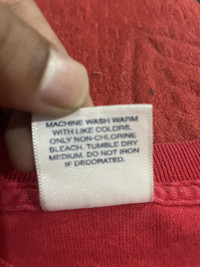 MACHINE WASH WARM
WITH LIKE COLORS.
ONLY NON-CHLORINE
BLEACH. TUMBLE DRY
MEDIUM. DO NOT IRON
IF DECORATED.